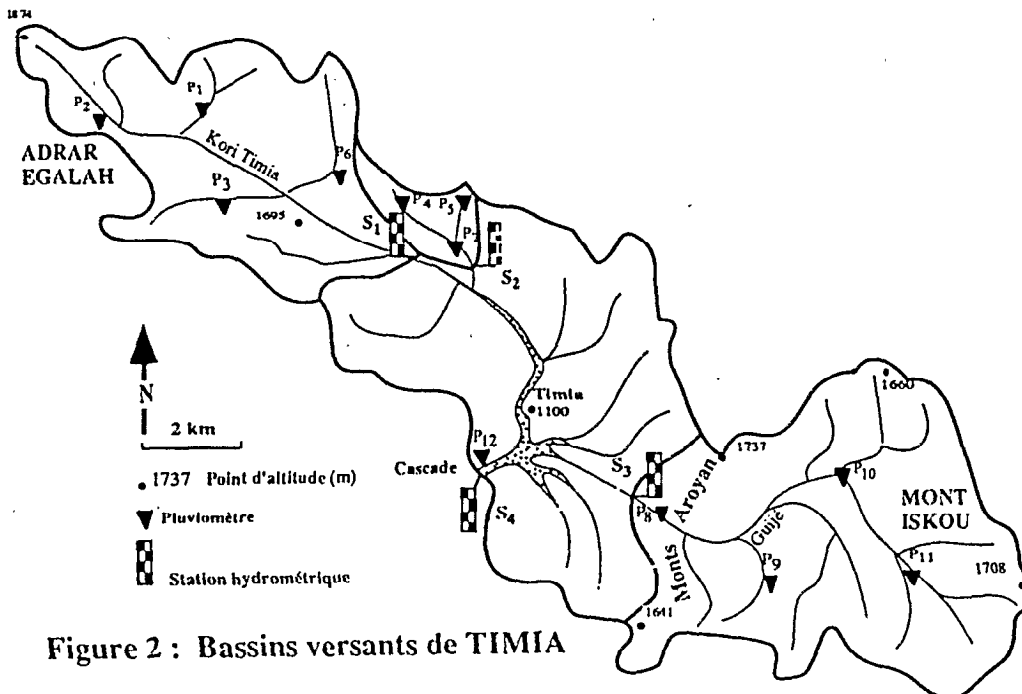 1874
P1
P2
ADRAR
EGALAH
Kori Timia
P6
P3
1695
P4
P5
S1
P7
S2
N
2 km
Timia
1100
1660
P12
Cascade
S3
1737
P10
• 1737 Point d'altitude (m)
Aroyan
MONT
ISKOU
S4
P8
Guijé
Pluviomètre
Monts
P9
P11
1708
Station hydrométrique
1641
Figure 2 : Bassins versants de TIMIA